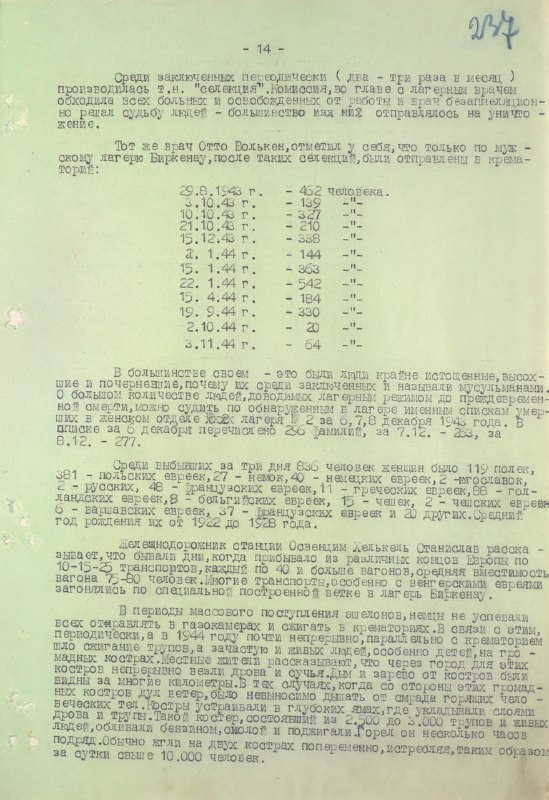 237
- 14 -
Среди заключенных переодически ( два - три раза в месяц )
производилась т.н. "селекция".Комиссия,во главе с лагерным врачем
обходила всех больных и освобожденных от работы и врач безаппеляцион-
но решал судьбу людей - большинство изх них отправлялось на уничто -
жение.
Тот же врач Отто Волькен,отметил у себя,что только по муж -
скому лагерю Биркенау,после таких селекций,были отправлены в крема-
торий:
29.8.1943 г. - 462 человека.
3.10.43 г. - 139 -"-
10.10.43 г. - 327 -"-
21.10.43 г. - 210 -"-
15.12.43 г. - 338 -"-
2. 1.44 г. - 144 -"-
15. 1.44 г. - 363 -"-
22. 1.44 г. - 542 -"-
15. 4.44 г. - 184 -"-
19. 9.44 г. - 330 -"-
2.10.44 г. - 20 -"-
3.11.44 г. - 64 -"-
В большинстве своем - это были люди крайне истощенные,высох-
шие и почерневшие,почему их среди заключенных и называли мусульманами.
О большом количестве людей,доводимых лагерным режимом до преждевремен-
ной смерти,можно судить по обнаруженным в лагере именным спискам умер-
ших в женском отделе лагеря № 2 за 6,7,8 декабря 1943 года. В
списке за 6 декабря перечислено 296 фамилий, за 7.12. - 263, за
8.12. - 277.
Среди выбывших за три дня 836 человек женщин было 119 полек,
381 - польских евреек,27 - немок,40 - немецких евреек,2 -югославок,
2 - русских, 48 - французских евреек,11 - греческих евреек,88 - гол-
ландских евреек,8 - бельгийских евреек, 15 - чешек, 2 - чешских евреек
6 - Варшавских евреек, 37 - французских евреек и 20 других.Средний
год рождения их от 1922 до 1928 года.
Железнодорожник станции Освенцим Хелькель Станислав расска -
зывает,что бывали дни,когда прибывало из различных концов Европы по
10-15-25 транспортов,каждый по 40 и больше вагонов,средняя вместимость
вагона 75-80 человек.Многие транспорты,особенно с венгерскими евреями
загонялись по специальной построенной ветке в лагерь Биркенау.
В периоды массового поступления эшелонов,немцы не успевали
всех отравлять в газокамерах и сжигать в крематориях.В связи с этим,
периодически,а в 1944 году почти непрерывно,параллельно с крематорием
шло сжигание трупов,а зачастую и живых людей,особенно детей,на гро
мадных кострах.Местные жители рассказывают,что через город для этих
костров непрерывно везли дрова и сучья.Дым и зарево от костров были
видны за многие километры.В тех случаях,когда со стороны этих громад-
ных костров дул ветер,было невыносимо дышать от смрада горящих чело -
веческих тел.Костры устраивали в глубоких ямах,где укладывали слоями
дрова и трупы.Такой костер,состоявший из 2.500 до 3.000 трупов и живых
людей,обливали бензином,смолой и поджигали.Горел он несколько часов
подряд.Обычно жгли на двух кострах попеременно,истребляя,таким образом
за сутки свыше 10.000 человек.